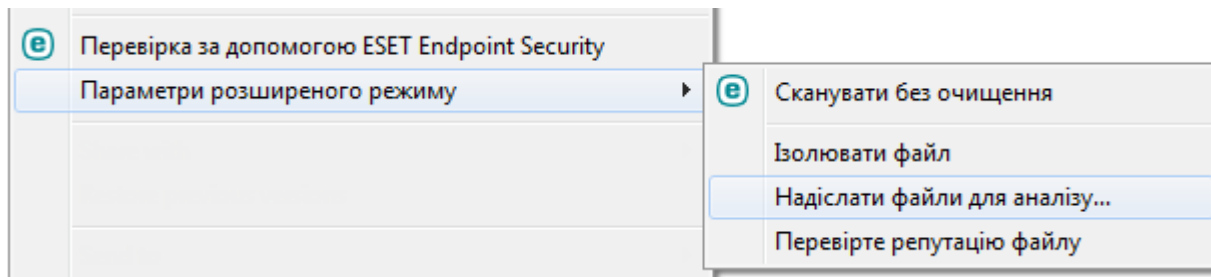 Перевірка за допомогою ESET Endpoint Security
Параметри розширеного режиму
Сканувати без очищення
Ізолювати файл
Надіслати файли для аналізу...
Перевірте репутацію файлу